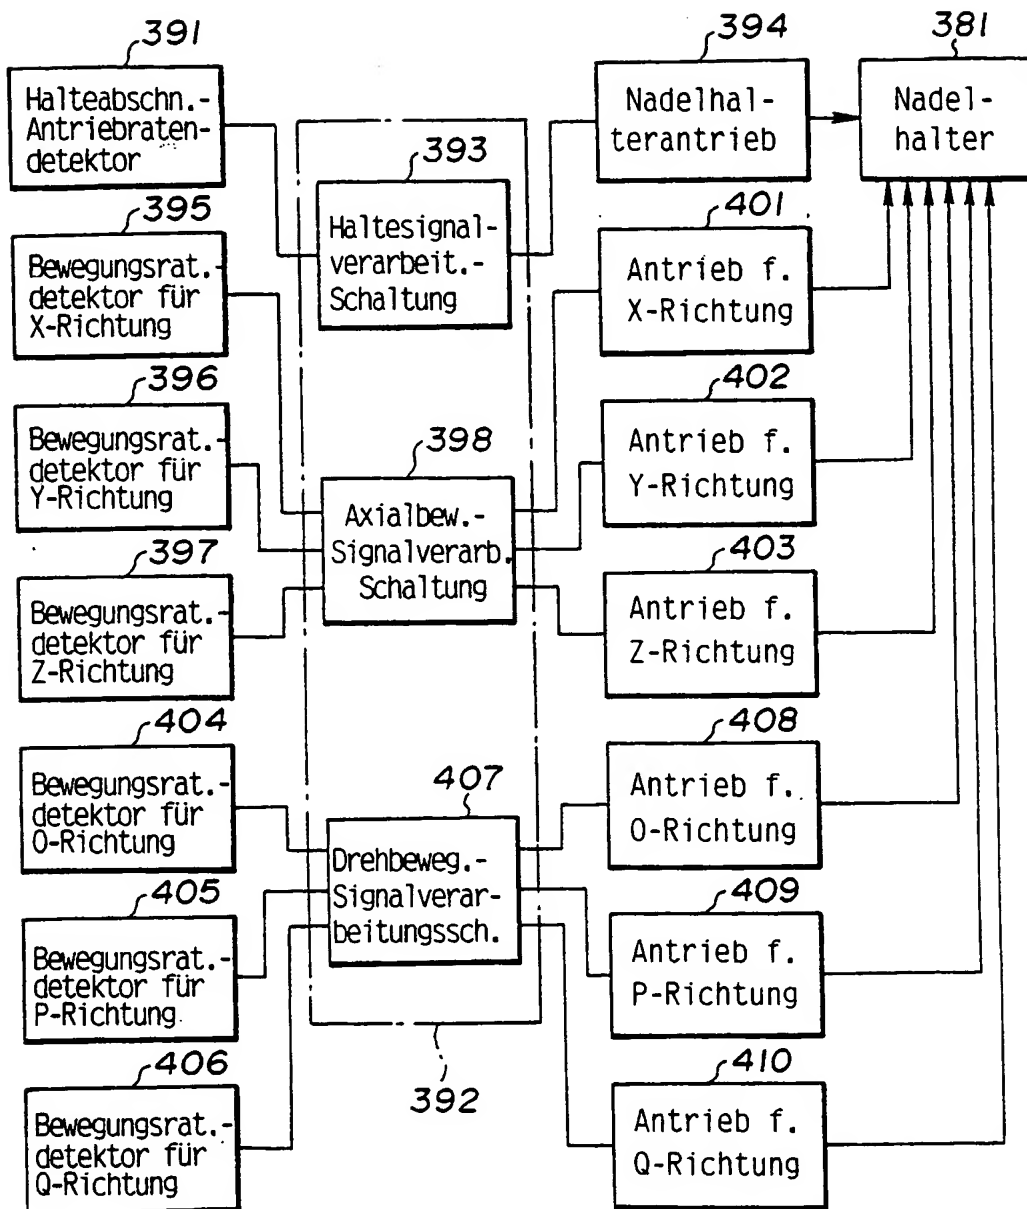 391
Halteabschn.-
Antriebraten-
detektor
393
Haltesignal-
verarbeit.-
Schaltung
394
Nadelhal-
terantrieb
381
Nadel-
halter
395
Bewegungsrat.-
detektor für
X-Richtung
401
Antrieb f.
X-Richtung
396
Bewegungsrat.-
detektor für
Y-Richtung
398
Axialbew.-
Signalverarb.
Schaltung
402
Antrieb f.
Y-Richtung
397
Bewegungsrat.-
detektor für
Z-Richtung
403
Antrieb f.
Z-Richtung
404
Bewegungsrat.-
detektor für
O-Richtung
407
Drehbeweg.-
Signalverar-
beitungssch.
408
Antrieb f.
O-Richtung
405
Bewegungsrat.-
detektor für
P-Richtung
409
Antrieb f.
P-Richtung
406
Bewegungsrat.-
detektor für
Q-Richtung
392
410
Antrieb f.
Q-Richtung